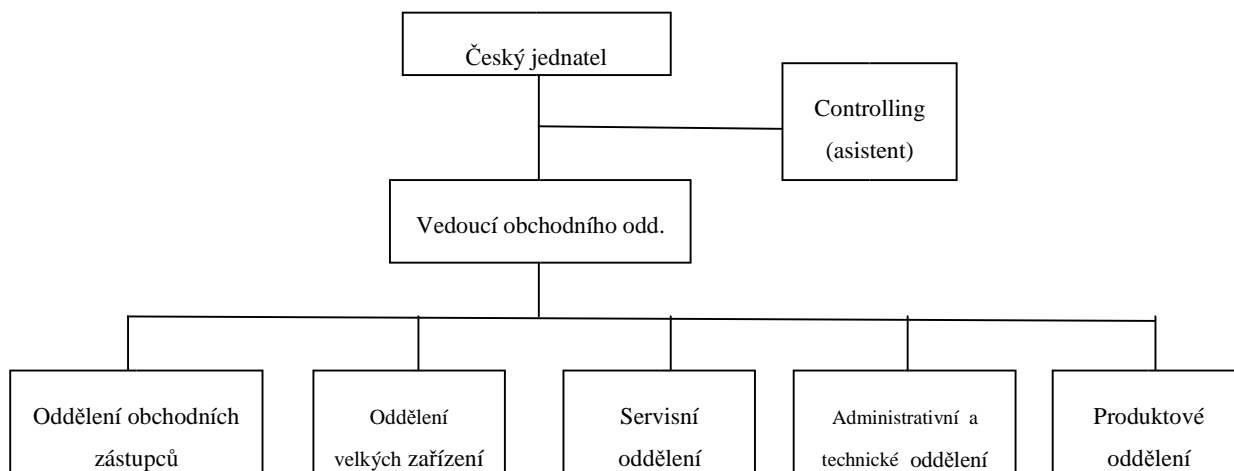 Český jednatel
Controlling
(asistent)
Vedoucí obchodního odd.
Oddělení obchodních
zástupců
Oddělení
velkých zařízení
Servisní
oddělení
Administrativní a
technické oddělení
Produktové
oddělení